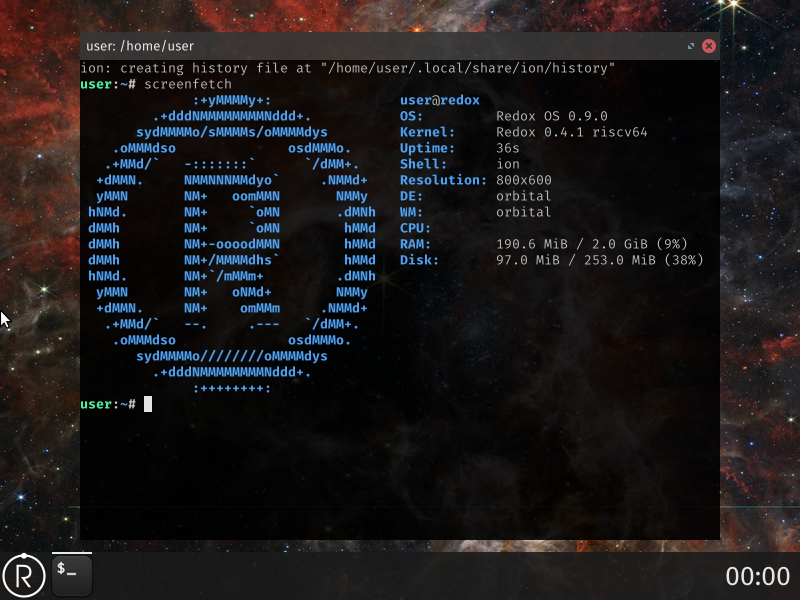 user: /home/user
ion: creating history file at "/home/user/.local/share/ion/history"
user:~# screenfetch
:+yMMMMy+: user@redox
.+dddNMMMMMMMMNddd+. OS: Redox OS 0.9.0
sydMMMMo/sMMMMs/oMMMMdys Kernel: Redox 0.4.1 riscv64
.oMMMdso osdMMMo. Uptime: 36s
.+MMd/` -:::::::` `/dMM+. Shell: ion
+dMMN. NMMNNNMMdyo` .NMMd+ Resolution: 800x600
yMMN NM+ oomMMN NMMy DE: orbital
hNMd. NM+ `oMN .dMNh WM: orbital
dMMh NM+ `oMN hMMd CPU:
dMMh NM+-oooodMMN hMMd RAM: 190.6 MiB / 2.0 GiB (9%)
dMMh NM+/MMMMdhs` hMMd Disk: 97.0 MiB / 253.0 MiB (38%)
hNMd. NM+`/mMMm+ .dMNh
yMMN NM+ oNMd+ NMMy
+dMMN. NM+ omMMm .NMMd+
.+MMd/` --. .--- `/dMM+.
.oMMMdso osdMMMo.
sydMMMMo////////oMMMMdys
.+dddNMMMMMMMMNddd+.
:++++++++:
user:~#
R $_ 00:00